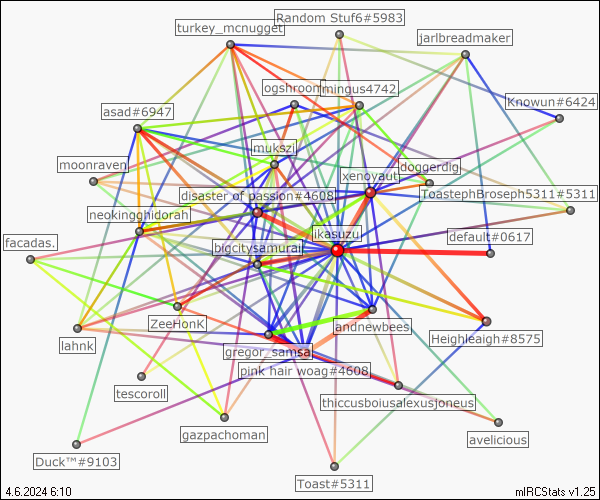 Random Stuf6#5983
turkey_mcnugget
jarlbreadmaker
ogshroom
mingus4742
Knowun#6424
asad#6947
mukszi
moonraven
xenoyaut
doggerdig
disaster of passion#4608
ToastephBroseph5311#5311
neokingghidorah
jkasuzu
default#0617
facadas.
bigcitysamurai
ZeeHonK
andnewbees
Heighleaigh#8575
lahnk
gregor_samsa
pink hair woag#4608
tescoroll
thiccusboiusalexusjoneus
gazpachoman
avelicious
Duck™#9103
Toast#5311
4.6.2024 6:10
mIRCStats v1.25